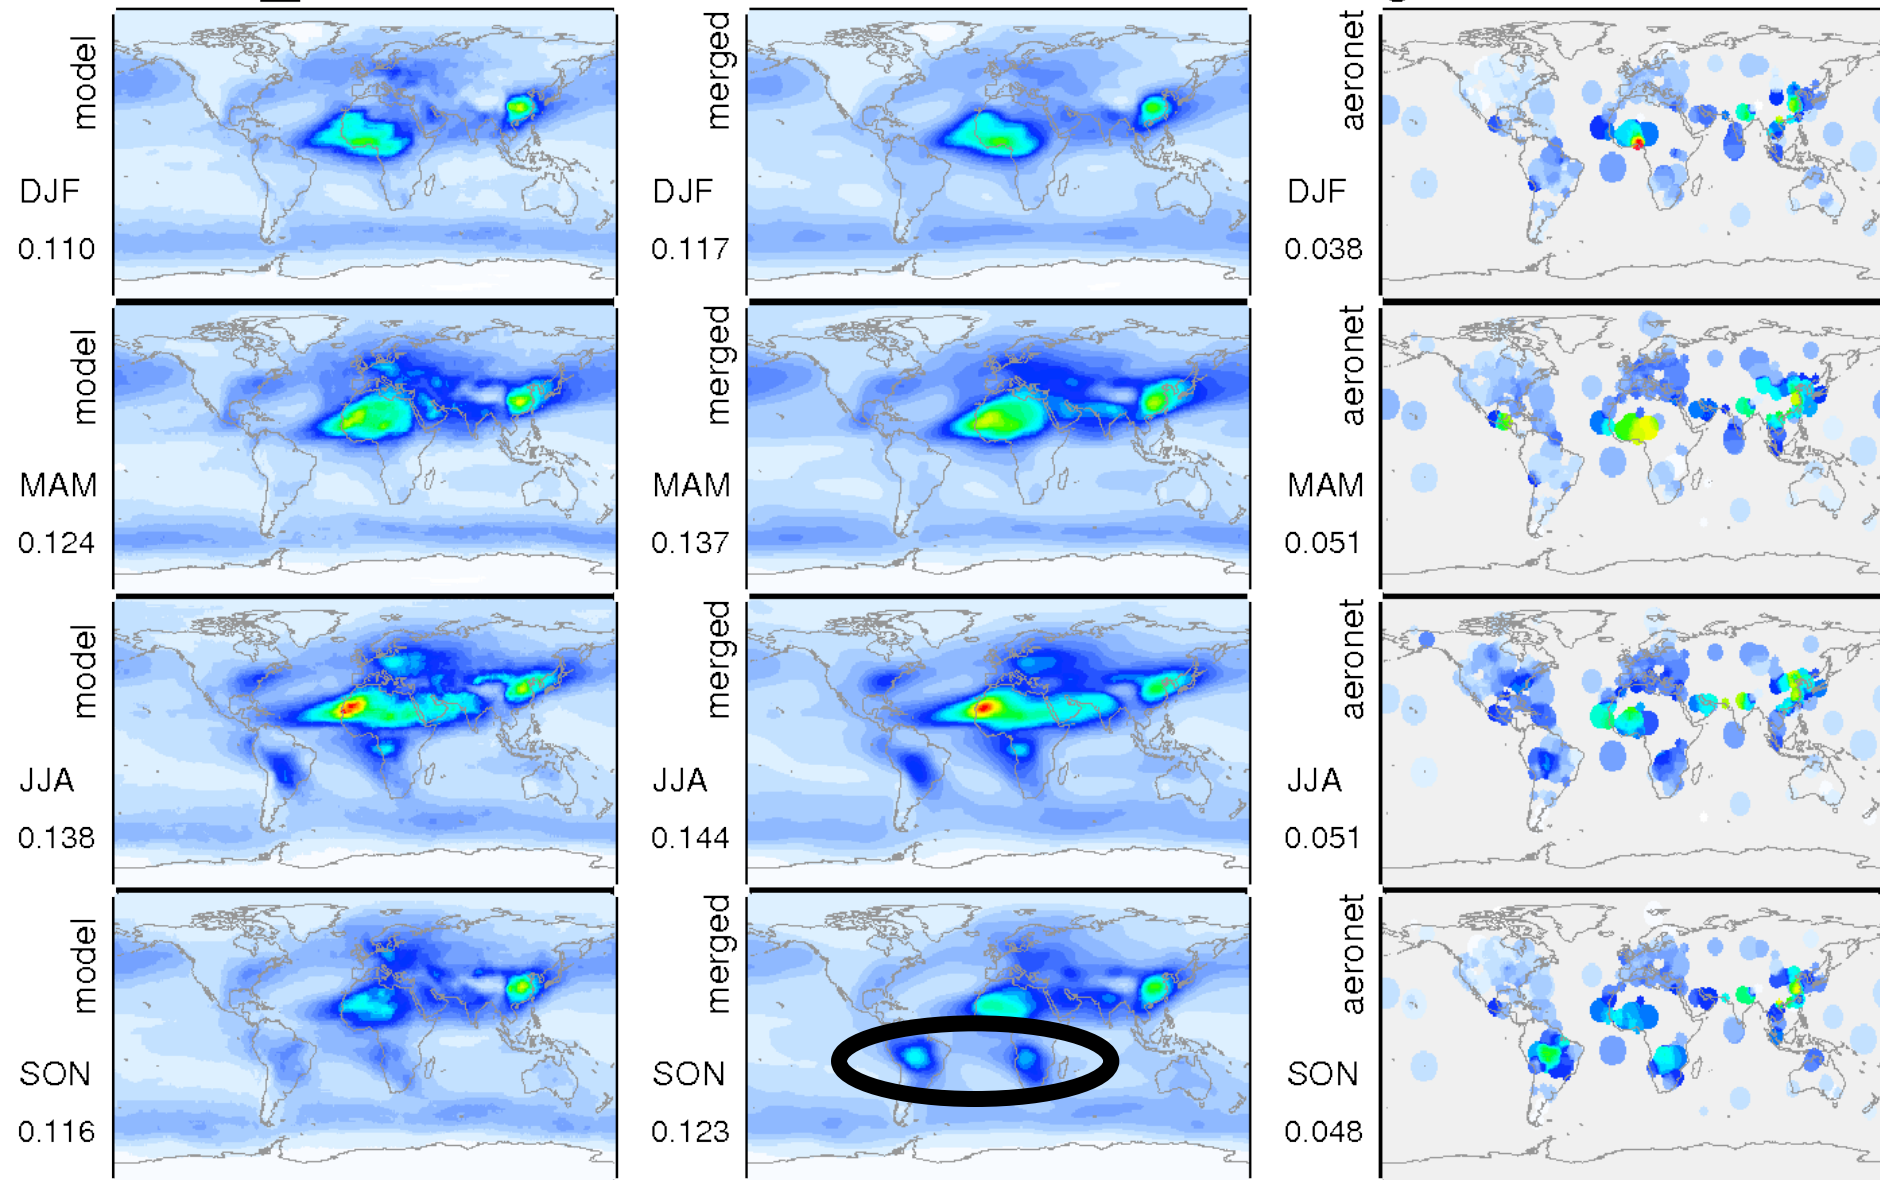 model
merged
aeronet
DJF
DJF
DJF
0.110
0.117
0.038
model
merged
aeronet
MAM
MAM
MAM
0.124
0.137
0.051
model
merged
aeronet
JJA
JJA
JJA
0.138
0.144
0.051
model
merged
aeronet
SON
SON
SON
0.116
0.123
0.048